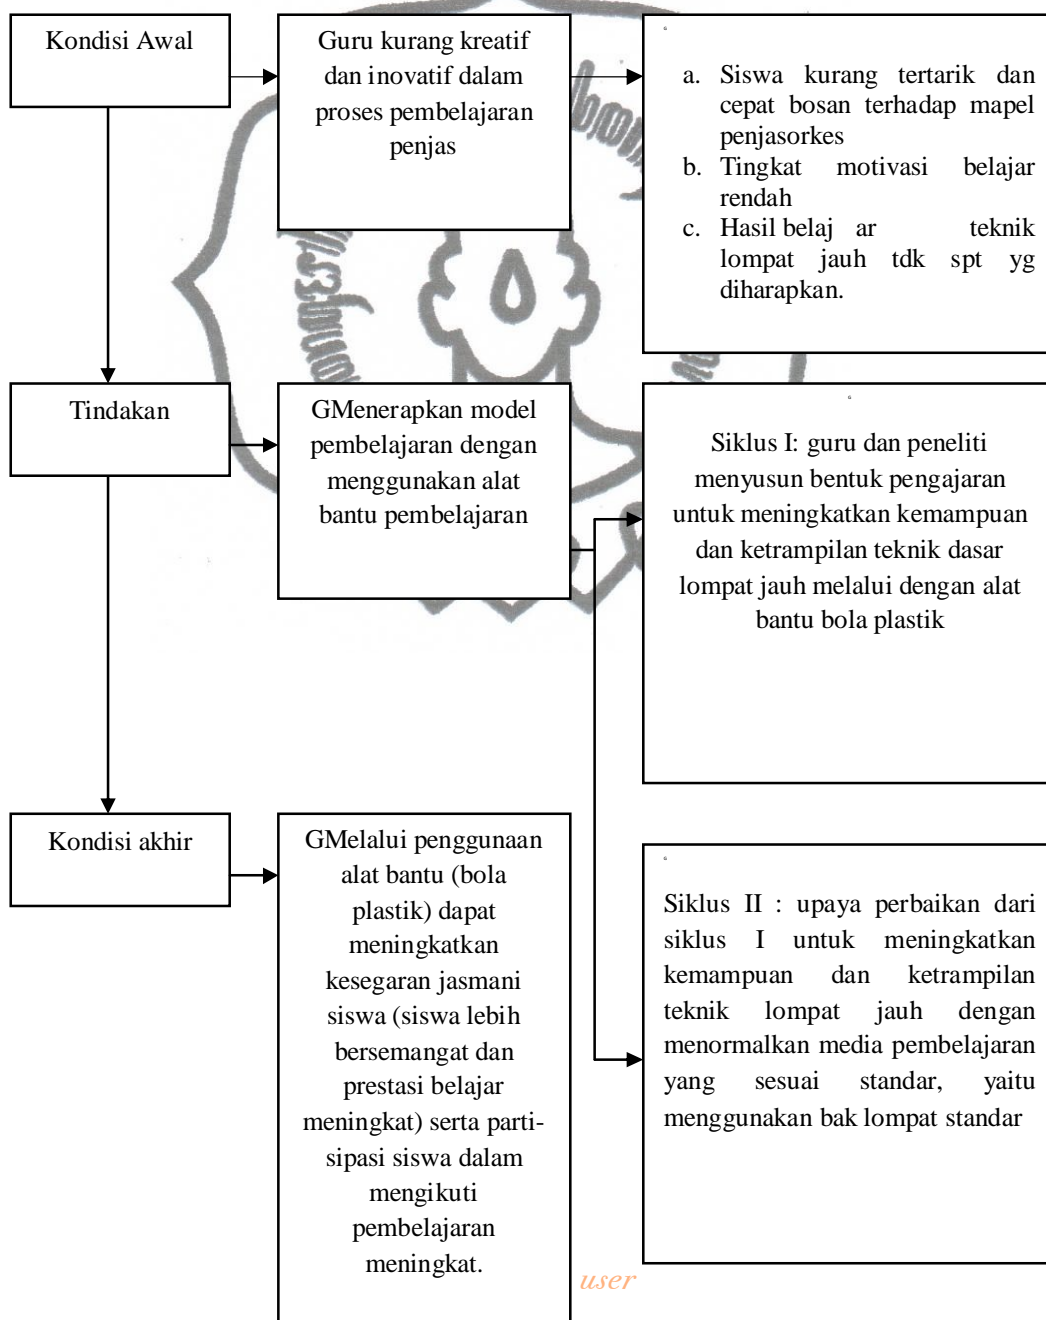 Kondisi Awal
Guru kurang kreatif
dan inovatif dalam
proses pembelajaran
penjas
a. Siswa kurang tertarik dan
cepat bosan terhadap mapel
penjasorkes
b. Tingkat motivasi belajar
rendah
c. Hasil belaj ar teknik
lompat jauh tdk spt yg
diharapkan.
Tindakan
GMenerapkan model
pembelajaran dengan
menggunakan alat
bantu pembelajaran
Siklus I: guru dan peneliti
menyusun bentuk pengajaran
untuk meningkatkan kemampuan
dan ketrampilan teknik dasar
lompat jauh melalui dengan alat
bantu bola plastik
Kondisi akhir
GMelalui penggunaan
alat bantu (bola
plastik) dapat
meningkatkan
kesegaran jasmani
siswa (siswa lebih
bersemangat dan
prestasi belajar
meningkat) serta parti-
sipasi siswa dalam
mengikuti
pembelajaran
meningkat.
Siklus II : upaya perbaikan dari
siklus I untuk meningkatkan
kemampuan dan ketrampilan
teknik lompat jauh dengan
menormalkan media pembelajaran
yang sesuai standar, yaitu
menggunakan bak lompat standar
user